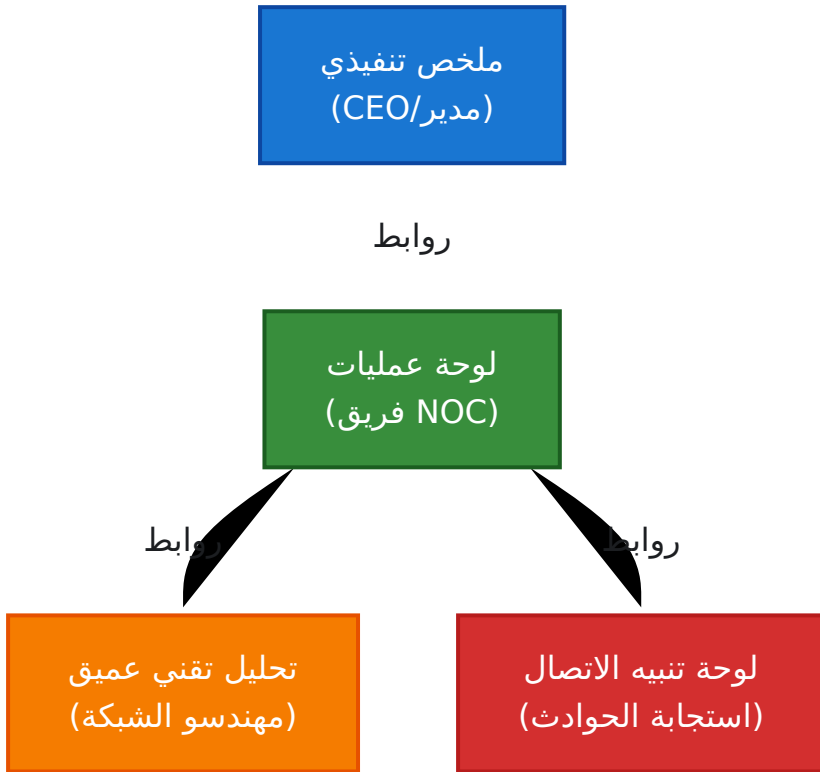 ملخص تنفيذي
(CEO/مدير)
روابط
لوحة عمليات
(فريق NOC)
روابط
روابط
تحليل تقني عميق
(مهندسو الشبكة)
لوحة تنبيه الاتصال
(استجابة الحوادث)